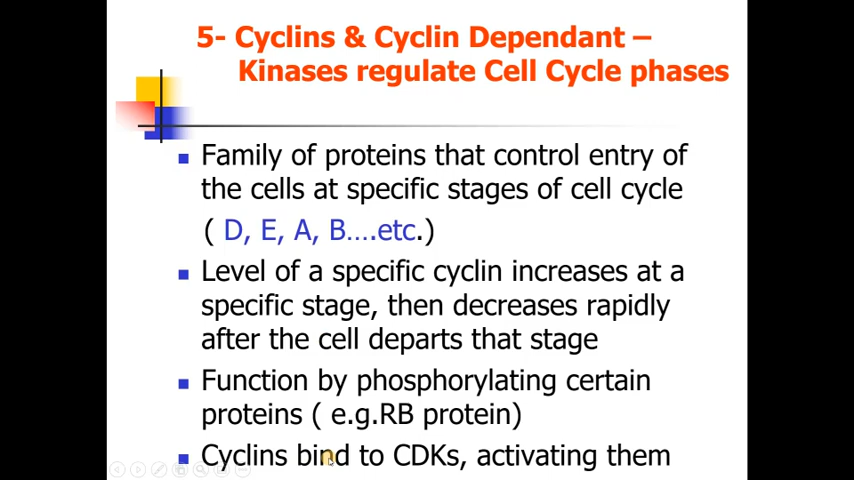 5- Cyclins & Cyclin Dependant –
Kinases regulate Cell Cycle phases
Family of proteins that control entry of
the cells at specific stages of cell cycle
( D, E, A, B….etc.)
Level of a specific cyclin increases at a
specific stage, then decreases rapidly
after the cell departs that stage
Function by phosphorylating certain
proteins ( e.g.RB protein)
Cyclins bind to CDKs, activating them